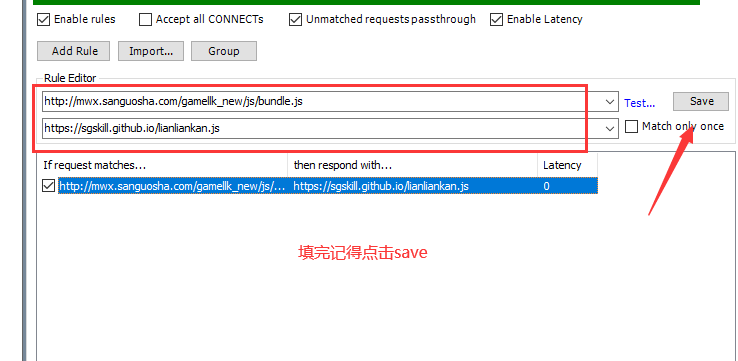 Enable rules Accept all CONNECTs Unmatched requests passthrough Enable Latency
Add Rule Import... Group
Rule Editor
http://mwx.sanguosha.com/gamellk_new/js/bundle.js Test... Save
https://sgskill.github.io/lianliankan.js Match only once
If request matches... then respond with... Latency
http://mwx.sanguosha.com/gamellk_new/js/... https://sgskill.github.io/lianliankan.js 0
填完记得点击save